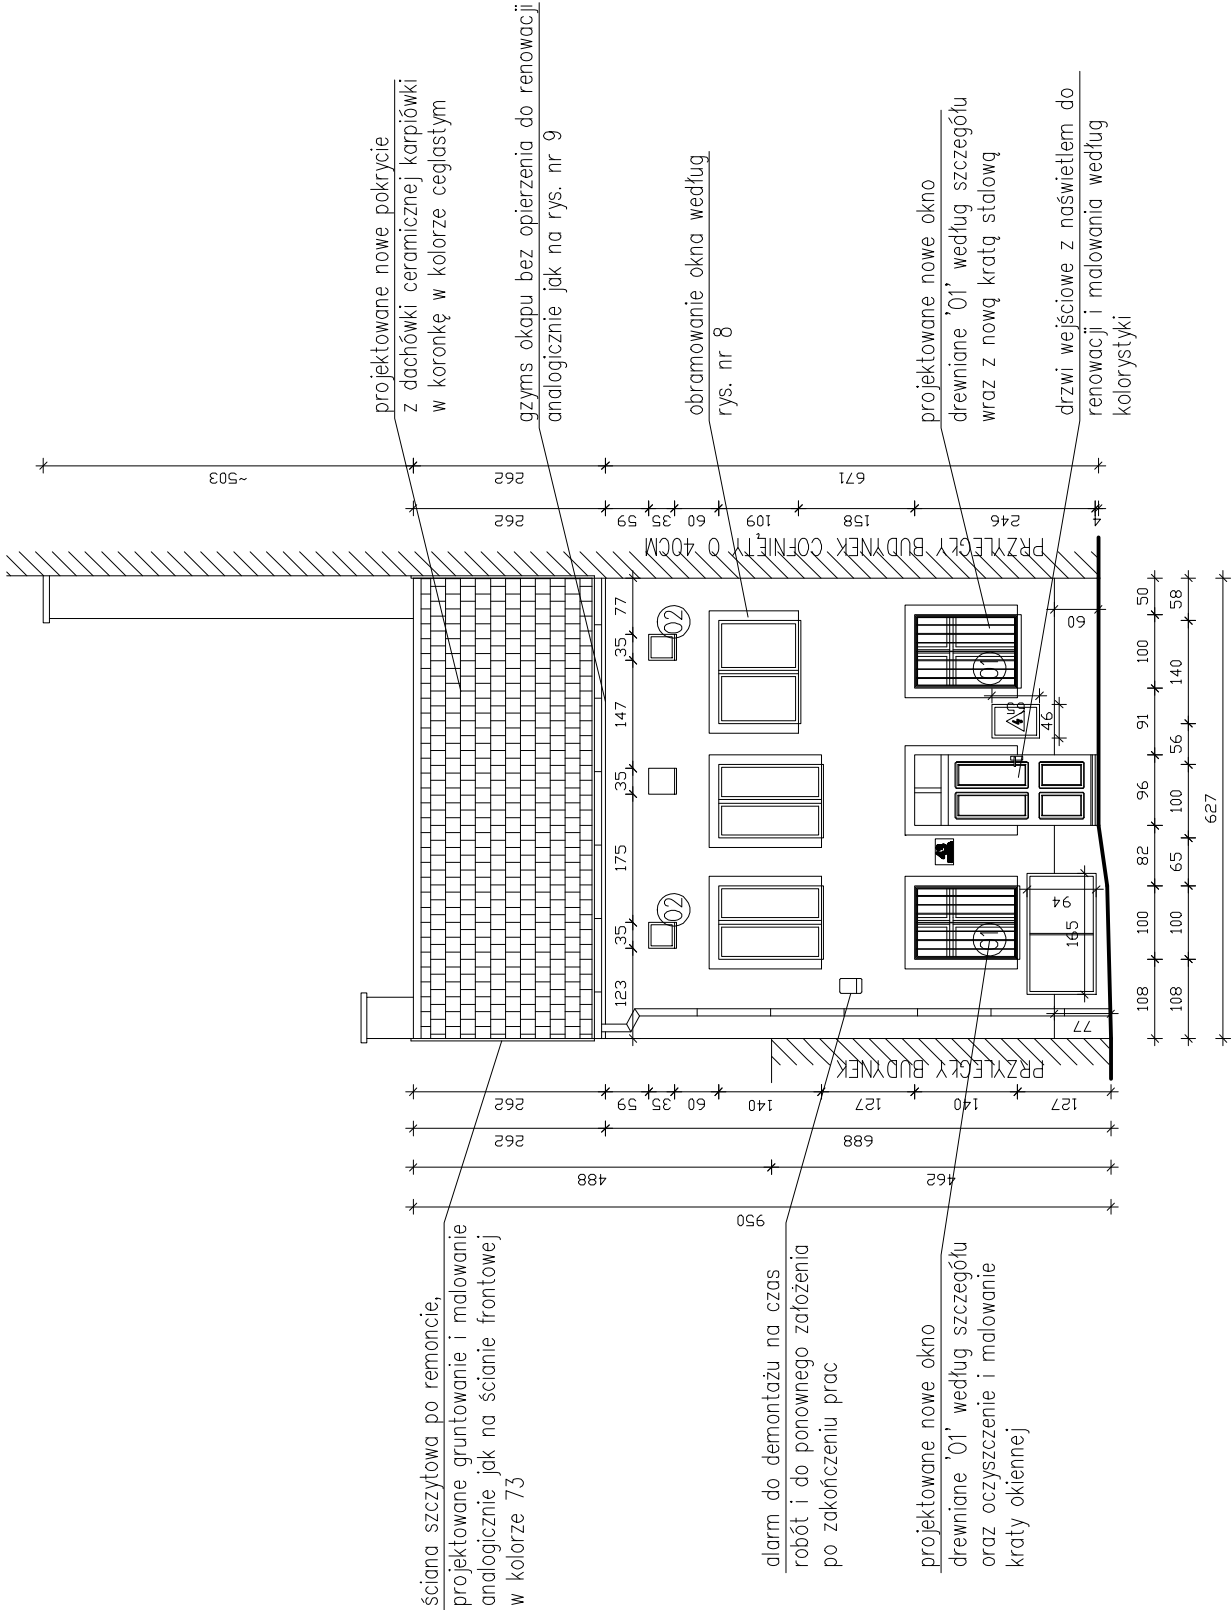 projektowane nowe pokrycie
z dachówki ceramicznej karpiówki
w koronkę w kolorze ceglastym
gzyms okapu bez opierzenia do renowacji
analogicznie jak na rys. nr 9
obramowanie okna według
rys. nr 8
projektowane nowe okno
drewniane '01' według szczegółu
wraz z nową kratą stalową
drzwi wejściowe z naświetlem do
renowacji i malowania według
kolorystyki
~503
262
671
262
59
35
60
109
158
246
4
PRZYLEGŁY BUDYNEK COFNIĘTY O 40CM
77
35
147
35
175
35
123
02
02
01
01
95
46
60
94
165
77
50
100
91
96
82
100
108
58
140
56
100
65
100
108
627
PRZYLEGŁY BUDYNEK
262
59
35
60
140
127
140
127
262
688
488
462
950
ściana szczytowa po remoncie,
projektowane gruntowanie i malowanie
analogicznie jak na ścianie frontowej
w kolorze 73
alarm do demontażu na czas
robót i do ponownego założenia
po zakończeniu prac
projektowane nowe okno
drewniane '01' według szczegółu
oraz oczyszczenie i malowanie
kraty okiennej